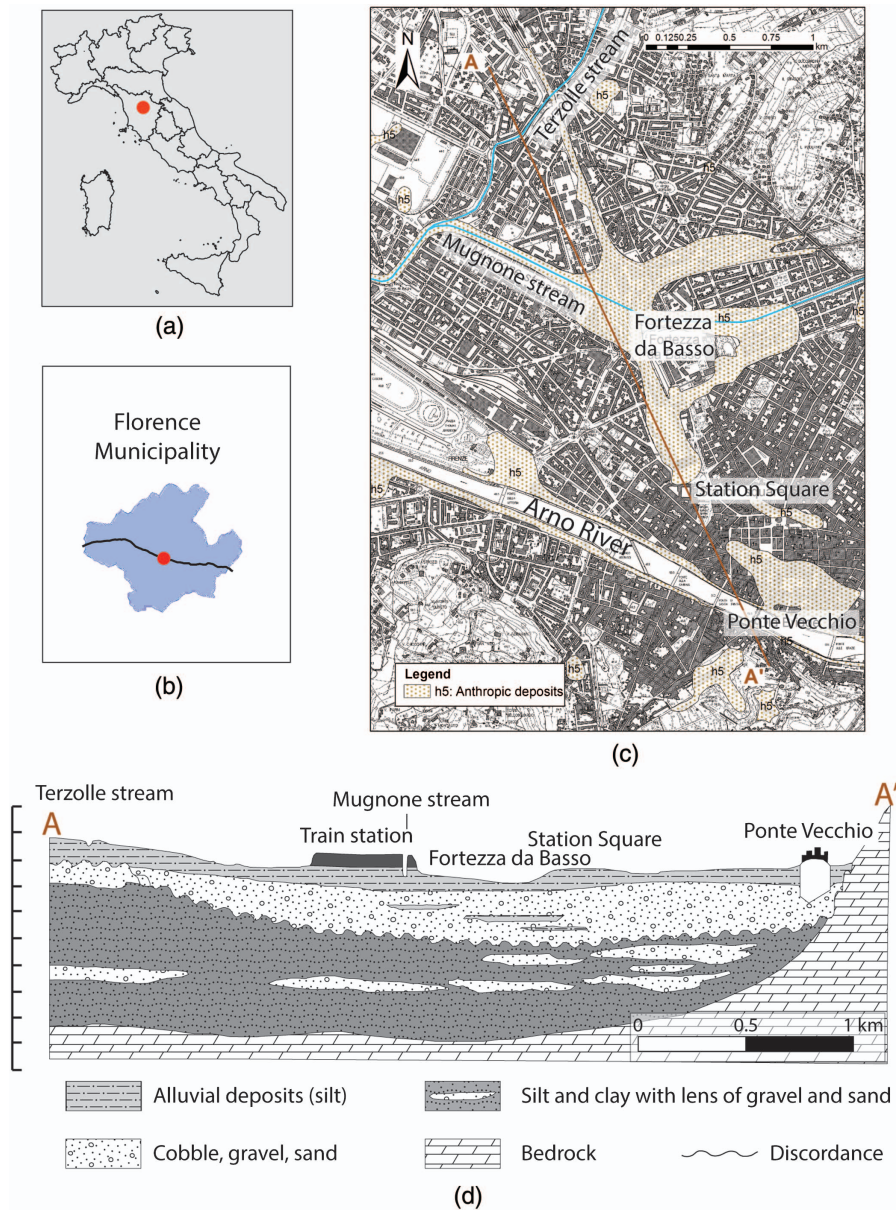 (a)
Florence
Municipality
(b)
N
A
0 0.125 0.25 0.5 0.75 1
km
Terzolle stream
h5
h5
h5
Mugnone stream
h5
Fortezza
da Basso
FIRENZE
h5
Arno River
Station Square
h5
h5
Ponte Vecchio
h5
A'
h5
h5
Legend
h5: Anthropic deposits
(c)
Terzolle stream
A
Mugnone stream
Train station
Fortezza da Basso
Station Square
Ponte Vecchio
A'
0 0.5 1 km
Alluvial deposits (silt)
Silt and clay with lens of gravel and sand
Cobble, gravel, sand
Bedrock
Discordance
(d)